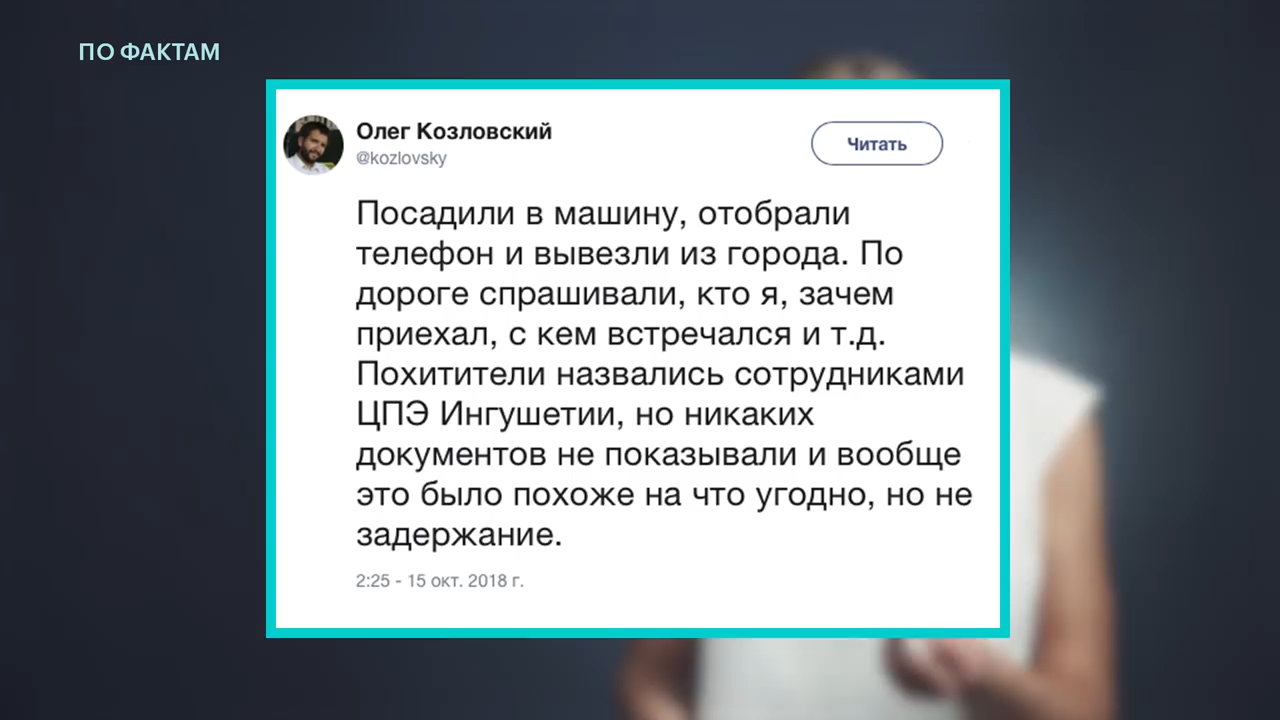 ПО ФАКТАМ
Олег Козловский
@kozlovsky
Читать
Посадили в машину, отобрали
телефон и вывезли из города. По
дороге спрашивали, кто я, зачем
приехал, с кем встречался и т.д.
Похитители назвались сотрудниками
ЦПЭ Ингушетии, но никаких
документов не показывали и вообще
это было похоже на что угодно, но не
задержание.
2:25 - 15 окт. 2018 г.